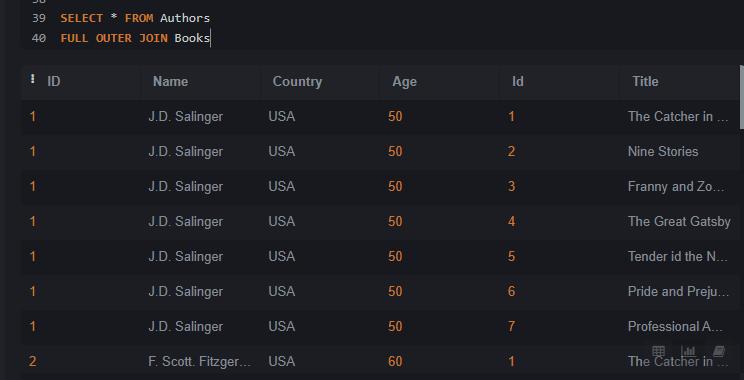 39 SELECT * FROM Authors
40 FULL OUTER JOIN Books
ID Name Country Age Id Title
1 J.D. Salinger USA 50 1 The Catcher in ...
1 J.D. Salinger USA 50 2 Nine Stories
1 J.D. Salinger USA 50 3 Franny and Zo...
1 J.D. Salinger USA 50 4 The Great Gatsby
1 J.D. Salinger USA 50 5 Tender id the N...
1 J.D. Salinger USA 50 6 Pride and Preju...
1 J.D. Salinger USA 50 7 Professional A...
2 F. Scott. Fitzger... USA 60 1 The Catcher in ...